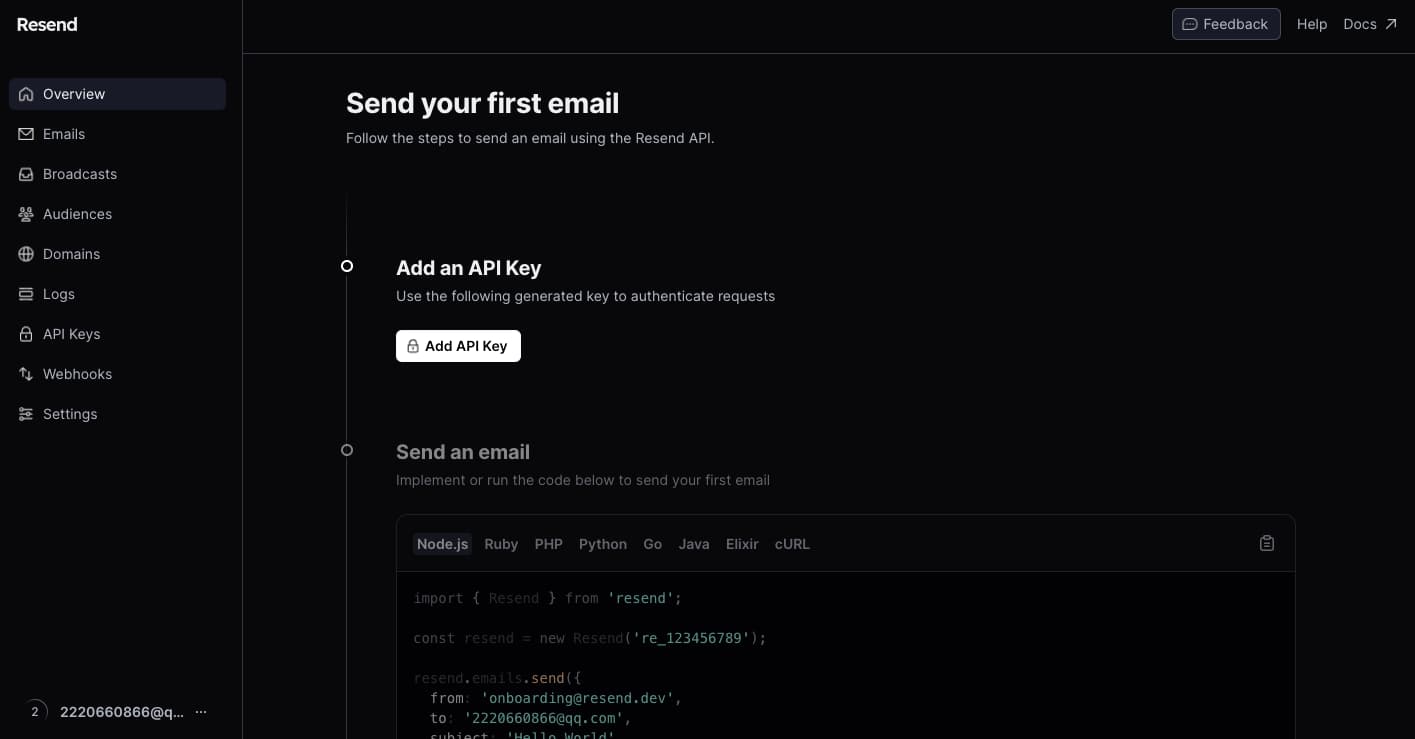 Resend
Feedback
Help
Docs
Overview
Emails
Broadcasts
Audiences
Domains
Logs
API Keys
Webhooks
Settings
2
2220660866@q...
Send your first email
Follow the steps to send an email using the Resend API.
Add an API Key
Use the following generated key to authenticate requests
Add API Key
Send an email
Implement or run the code below to send your first email
Node.js Ruby PHP Python Go Java Elixir cURL
import { Resend } from 'resend';
const resend = new Resend('re_123456789');
resend.emails.send({
from: 'onboarding@resend.dev',
to: '2220660866@qq.com',
subject: 'Hello World'